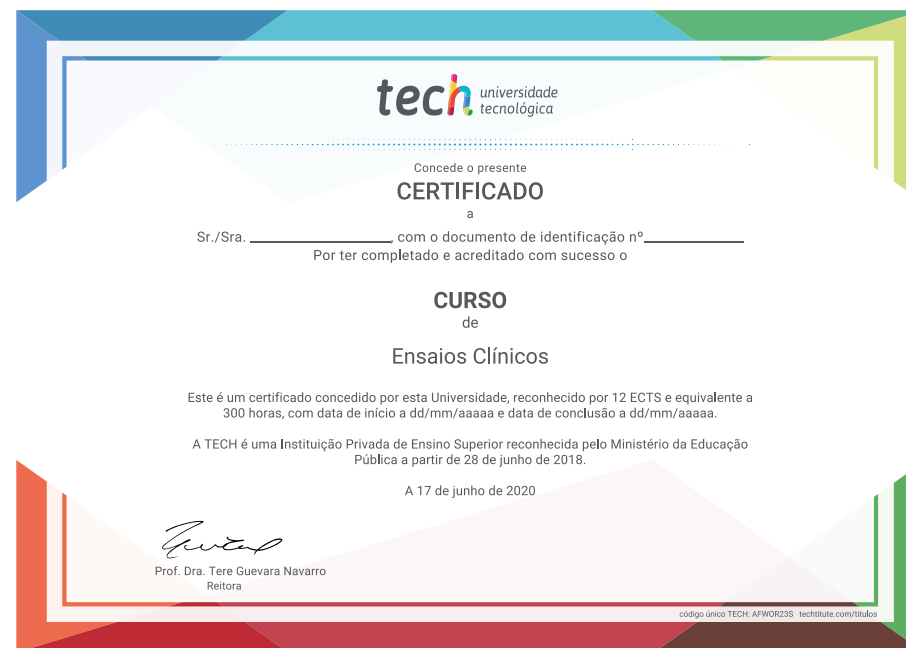 tech universidade
tecnológica
Concede o presente
CERTIFICADO
a
Sr./Sra. ____________________, com o documento de identificação nº______________
Por ter completado e acreditado com sucesso o
CURSO
de
Ensaios Clínicos
Este é um certificado concedido por esta Universidade, reconhecido por 12 ECTS e equivalente a
300 horas, com data de início a dd/mm/aaaaa e data de conclusão a dd/mm/aaaaa.
A TECH é uma Instituição Privada de Ensino Superior reconhecida pelo Ministério da Educação
Pública a partir de 28 de junho de 2018.
A 17 de junho de 2020
Prof. Dra. Tere Guevara Navarro
Reitora
código único TECH: AFWOR23S techtitute.com/titulos